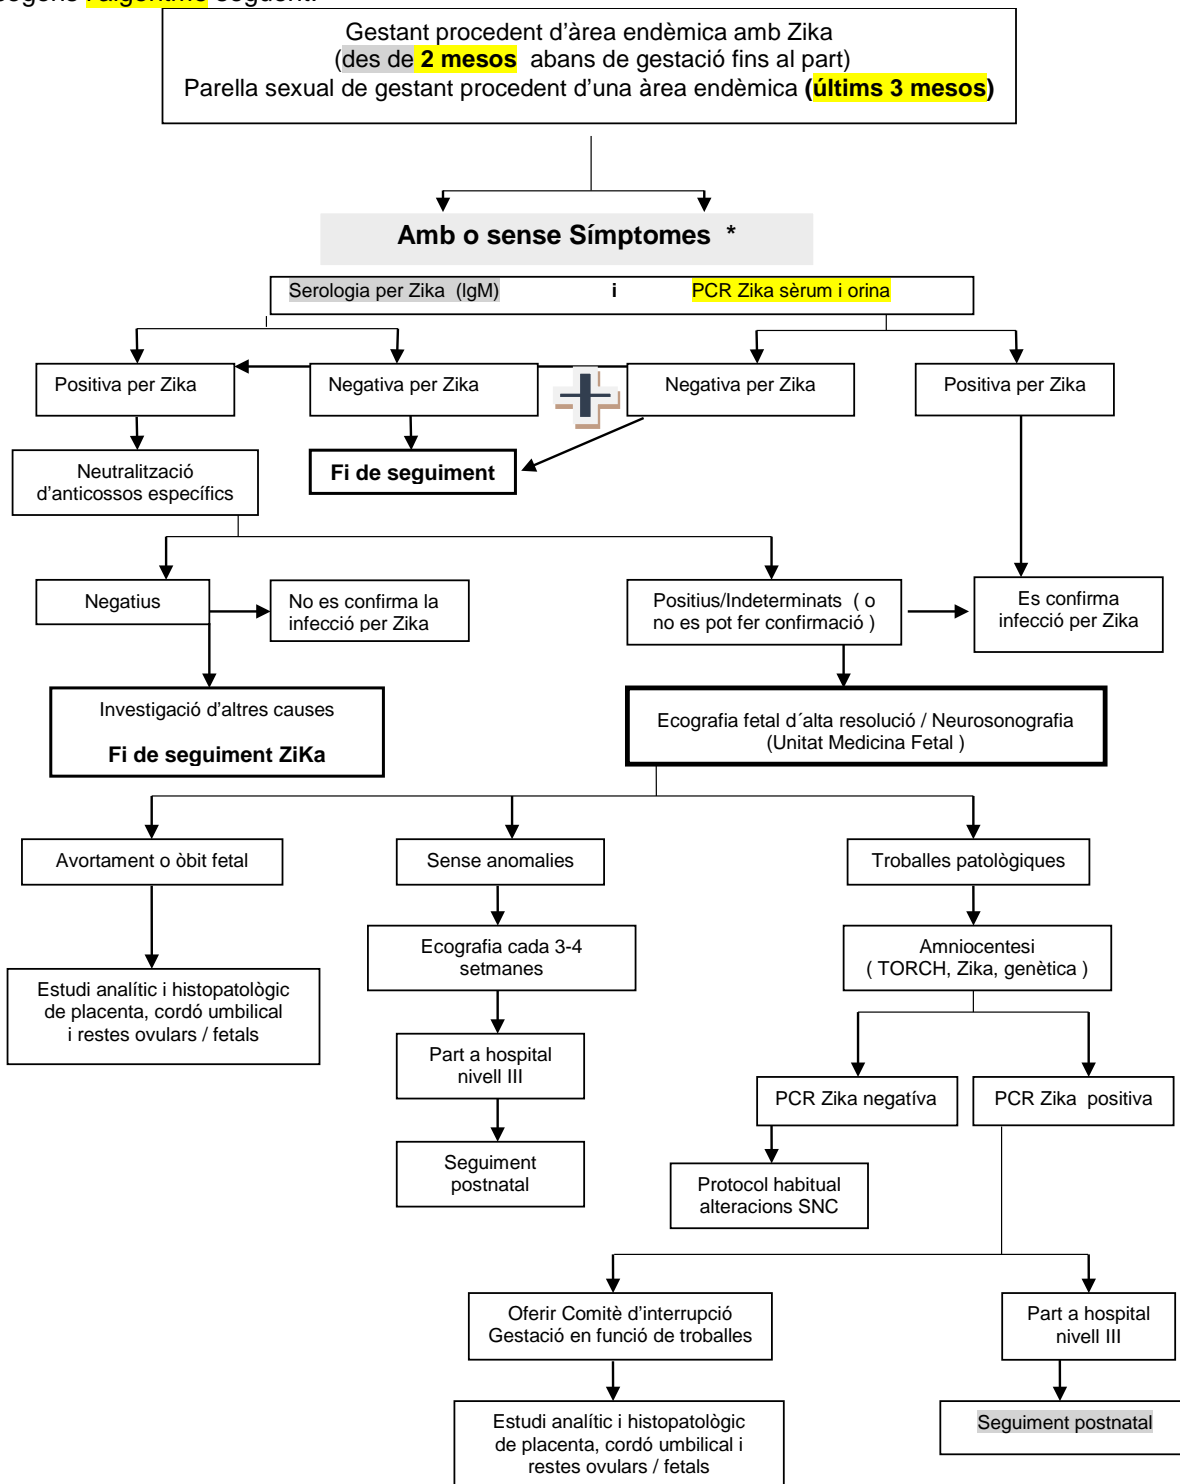 segons l'algoritme següent:
Gestant procedent d'àrea endèmica amb Zika
(des de 2 mesos abans de gestació fins al part)
Parella sexual de gestant procedent d'una àrea endèmica (últims 3 mesos)
Amb o sense Símptomes *
Serologia per Zika (IgM) i PCR Zika sèrum i orina
Positiva per Zika
Negativa per Zika
Negativa per Zika
Positiva per Zika
Neutralització
d'anticossos específics
Fi de seguiment
Negatius
No es confirma la
infecció per Zika
Positius/Indeterminats ( o
no es pot fer confirmació )
Es confirma
infecció per Zika
Investigació d'altres causes
Fi de seguiment ZiKa
Ecografia fetal d´alta resolució / Neurosonografia
(Unitat Medicina Fetal )
Avortament o òbit fetal
Sense anomalies
Troballes patològiques
Estudi analític i histopatològic
de placenta, cordó umbilical
i restes ovulars / fetals
Ecografia cada 3-4
setmanes
Amniocentesi
( TORCH, Zika, genètica )
Part a hospital
nivell III
PCR Zika negatíva
PCR Zika positiva
Seguiment
postnatal
Protocol habitual
alteracions SNC
Oferir Comitè d'interrupció
Gestació en funció de troballes
Part a hospital
nivell III
Estudi analític i histopatològic
de placenta, cordó umbilical i
restes ovulars / fetals
Seguiment postnatal